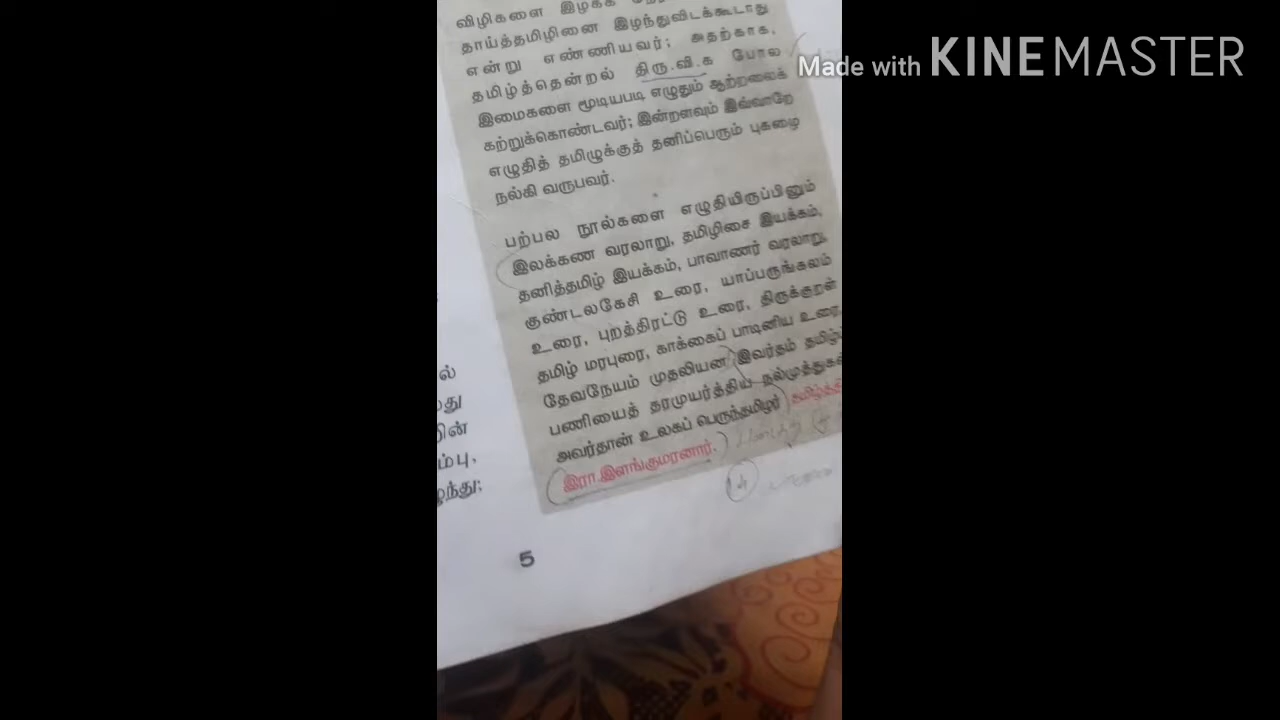 Made with KINEMASTER
விழிகளை இழக்க
தாய்த்தமிழினை இழந்துவிடக்கூடாது
என்று எண்ணியவர்; அதற்காக,
தமிழ்த்தென்றல் திரு.வி.க போல
இமைகளை மூடியபடி எழுதும் ஆற்றலைக்
கற்றுக்கொண்டவர்; இன்றளவும் இவ்வாறே
எழுதித் தமிழுக்குத் தனிப்பெரும் புகழை
நல்கி வருபவர்.
பற்பல நூல்களை எழுதியிருப்பினும்
இலக்கண வரலாறு, தமிழிசை இயக்கம்,
தனித்தமிழ் இயக்கம், பாவாணர் வரலாறு,
குண்டலகேசி உரை, யாப்பருங்கலம்
உரை, புறத்திரட்டு உரை, திருக்குறள்
தமிழ் மரபுரை, காக்கைப் பாடினிய உரை,
தேவநேயம் முதலியன இவர்தம்
பணியைத் தரமுயர்த்திய நல்முத்துகள்
அவர்தான் உலகப் பெருந்தமிழர்
இரா.இளங்குமரனார்.
5